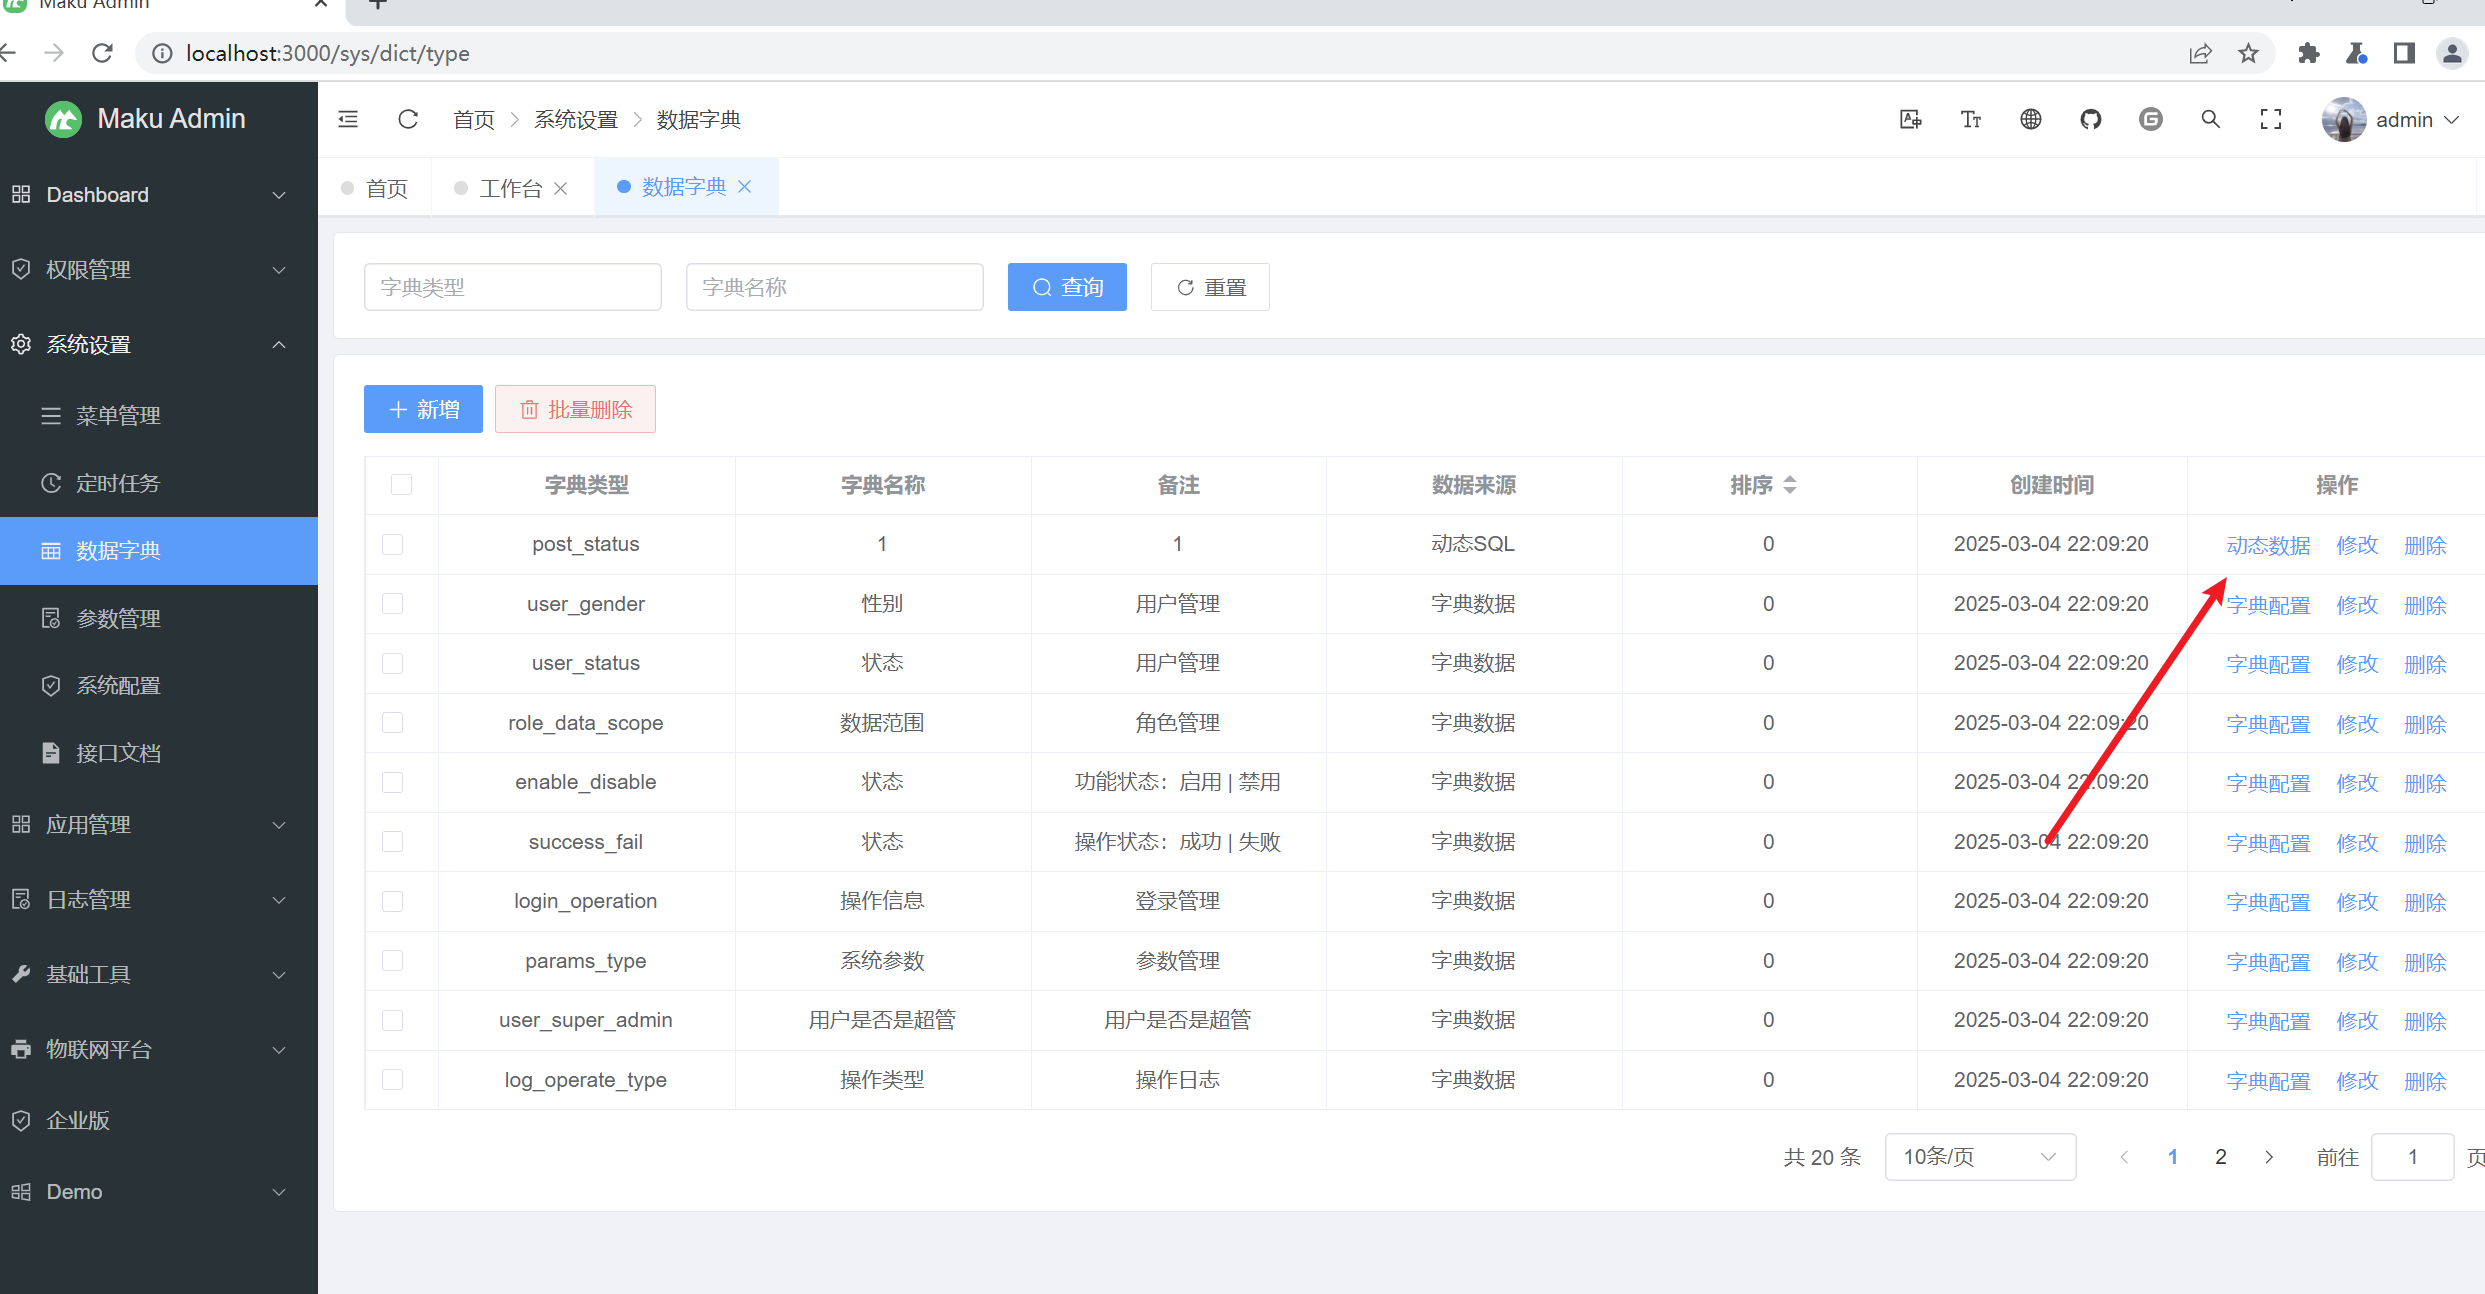 Maku Admin
localhost:3000/sys/dict/type
Maku Admin
首页 系统设置 数据字典
admin
首页 工作台 数据字典
Dashboard
权限管理
系统设置
菜单管理
定时任务
数据字典
参数管理
系统配置
接口文档
应用管理
日志管理
基础工具
物联网平台
企业版
Demo
字典类型 字典名称 查询 重置
新增 批量删除
字典类型 字典名称 备注 数据来源 排序 创建时间 操作
post_status 1 1 动态SQL 0 2025-03-04 22:09:20 动态数据 修改 删除
user_gender 性别 用户管理 字典数据 0 2025-03-04 22:09:20 字典配置 修改 删除
user_status 状态 用户管理 字典数据 0 2025-03-04 22:09:20 字典配置 修改 删除
role_data_scope 数据范围 角色管理 字典数据 0 2025-03-04 22:09:20 字典配置 修改 删除
enable_disable 状态 功能状态：启用 | 禁用 字典数据 0 2025-03-04 22:09:20 字典配置 修改 删除
success_fail 状态 操作状态：成功 | 失败 字典数据 0 2025-03-04 22:09:20 字典配置 修改 删除
login_operation 操作信息 登录管理 字典数据 0 2025-03-04 22:09:20 字典配置 修改 删除
params_type 系统参数 参数管理 字典数据 0 2025-03-04 22:09:20 字典配置 修改 删除
user_super_admin 用户是否是超管 用户是否是超管 字典数据 0 2025-03-04 22:09:20 字典配置 修改 删除
log_operate_type 操作类型 操作日志 字典数据 0 2025-03-04 22:09:20 字典配置 修改 删除
共 20 条 10条/页 1 2 前往 1 页